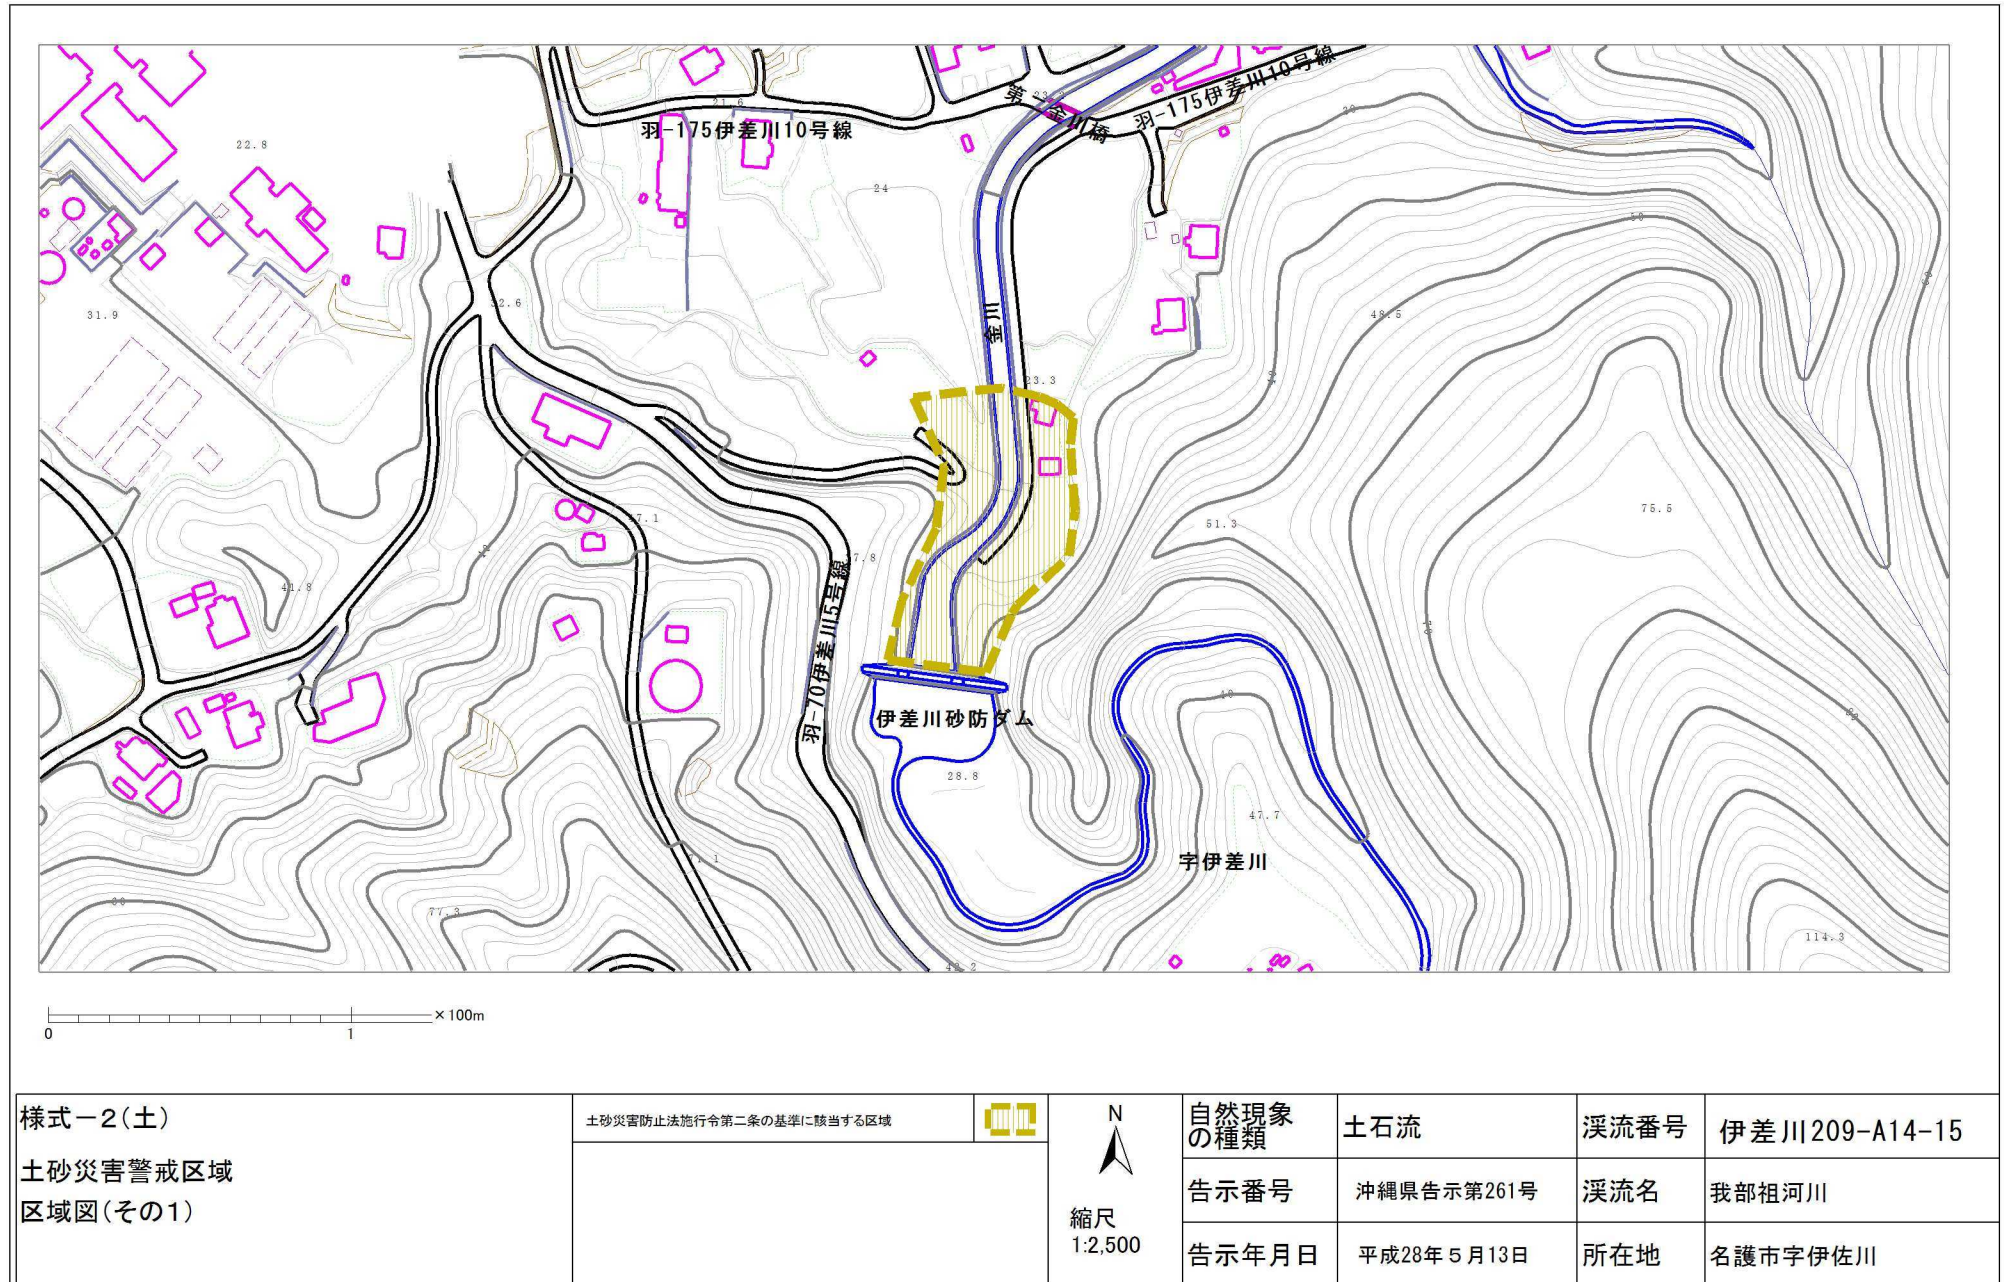 羽-175伊差川10号線
第一金川橋
羽-175伊差川10号線
21.6
22.8
24
30
50
31.9
32.6
金川
48.5
40
23.3
75.5
51.3
41.8
羽-70伊差川5号線
40
伊差川砂防ダム
28.8
47.7
字伊差川
77.3
114.3
0
1
×100m
様式-2(土)
土砂災害警戒区域
区域図(その1)
土砂災害防止法施行令第二条の基準に該当する区域
N
縮尺
1:2,500
自然現象
の種類
土石流
渓流番号
伊差川209-A14-15
告示番号
沖縄県告示第261号
渓流名
我部祖河川
告示年月日
平成28年5月13日
所在地
名護市字伊佐川